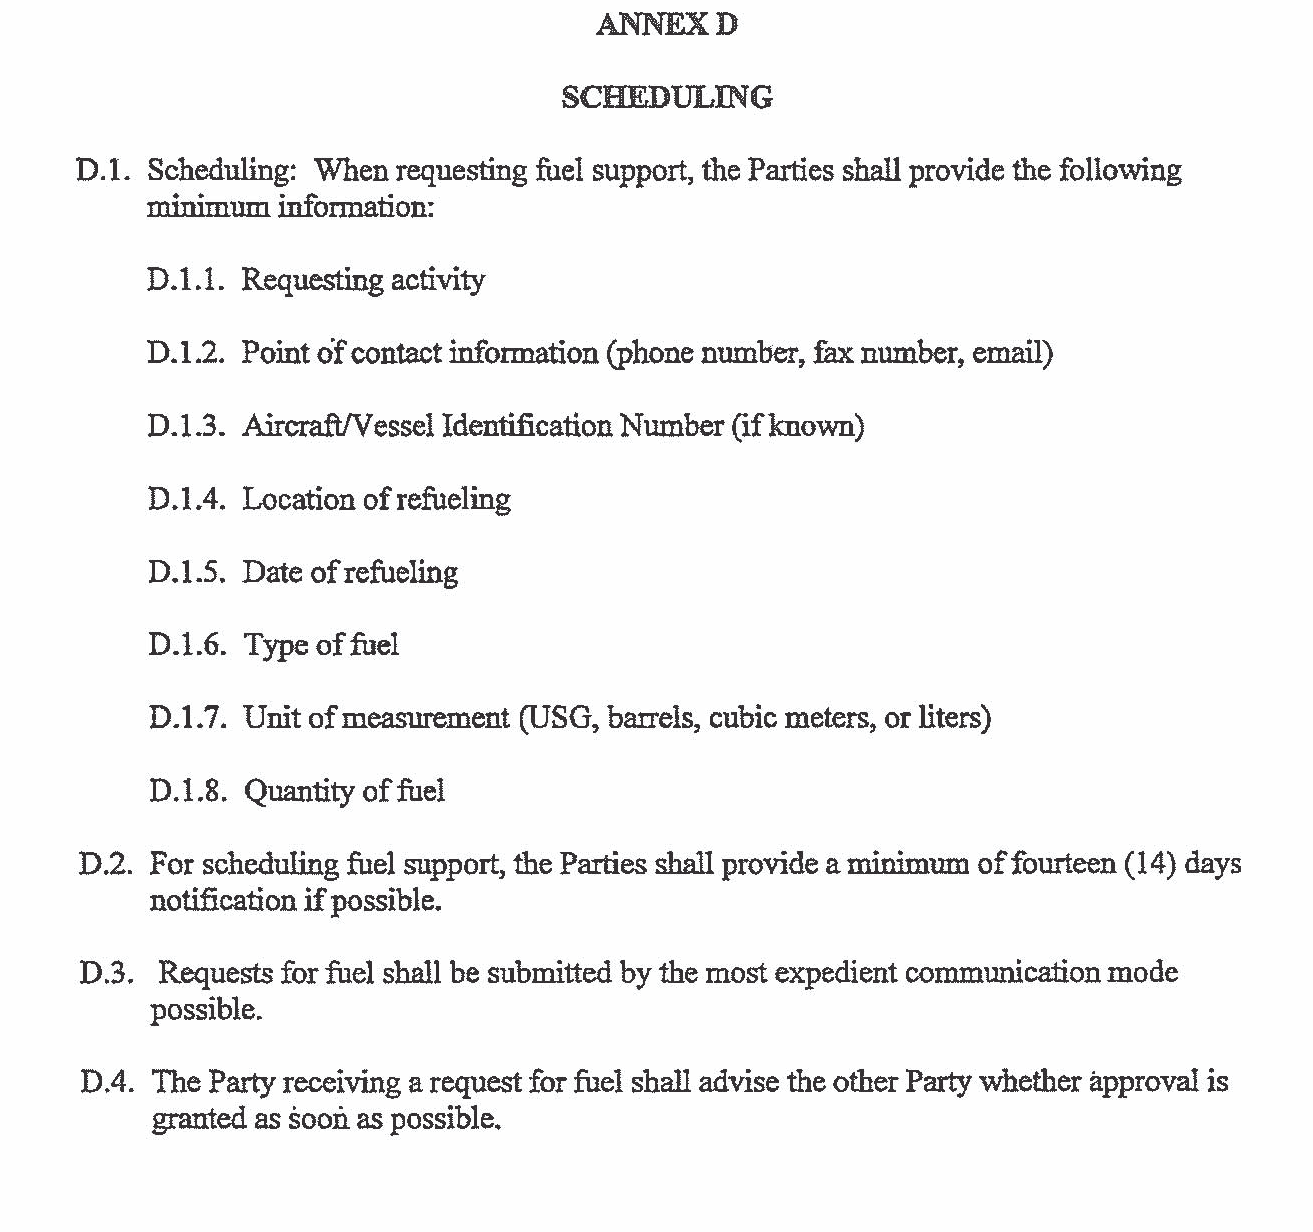 ANNEX D
SCHEDULING
D.1. Scheduling: When requesting fuel support, the Parties shall provide the following
minimum information:
D.1.1. Requesting activity
D.1.2. Point of contact information (phone number, fax number, email)
D.1.3. Aircraft/Vessel Identification Number (if known)
D.1.4. Location of refueling
D.1.5. Date of refueling
D.1.6. Type of fuel
D.1.7. Unit of measurement (USG, barrels, cubic meters, or liters)
D.1.8. Quantity of fuel
D.2. For scheduling fuel support, the Parties shall provide a minimum of fourteen (14) days
notification if possible.
D.3. Requests for fuel shall be submitted by the most expedient communication mode
possible.
D.4. The Party receiving a request for fuel shall advise the other Party whether approval is
granted as soon as possible.